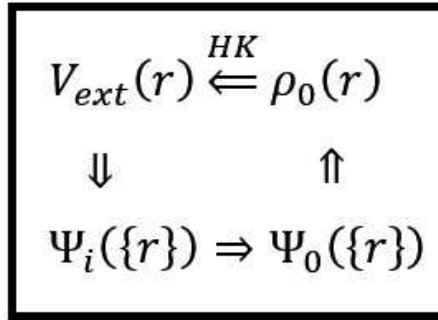 HK
V_ext(r) ⇐ ρ_0(r)
⇓ ⇑
Ψ_i({r}) ⇒ Ψ_0({r})